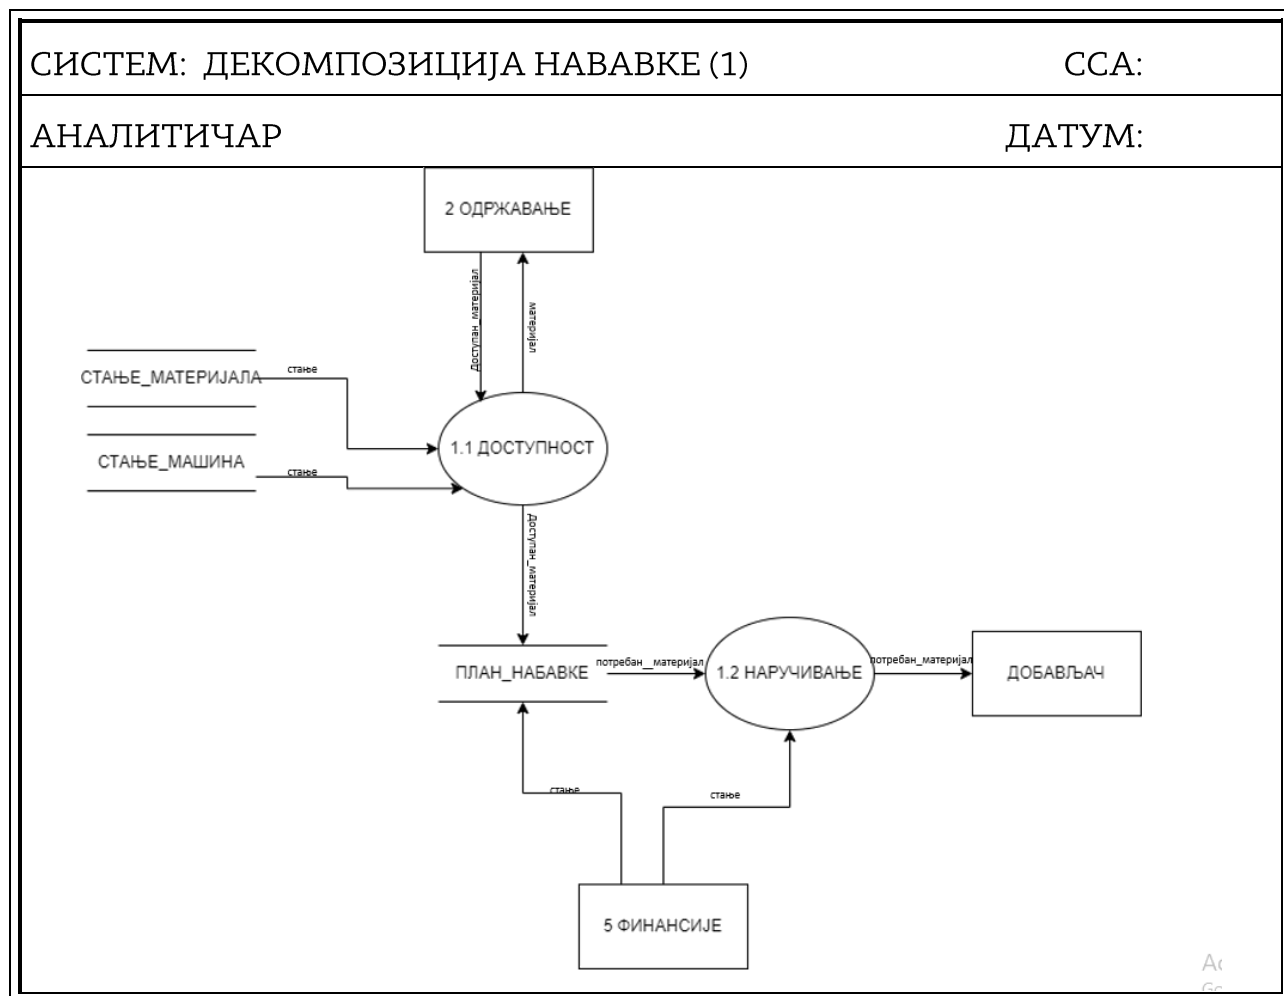 СИСТЕМ: ДЕКОМПОЗИЦИЈА НАВАВКЕ (1)
ССА:
АНАЛИТИЧАР
ДАТУМ:
2 ОДРЖАВАЊЕ
Доступан_материјал
материјал
СТАЊЕ_МАТЕРИЈАЛА
стање
СТАЊЕ_МАШИНА
стање
1.1 ДОСТУПНОСТ
Доступан_материјал
ПЛАН_НАБАВКЕ
потребан__материјал
1.2 НАРУЧИВАЊЕ
потребан_материјал
ДОБАВЉАЧ
стање
стање
5 ФИНАНСИЈЕ